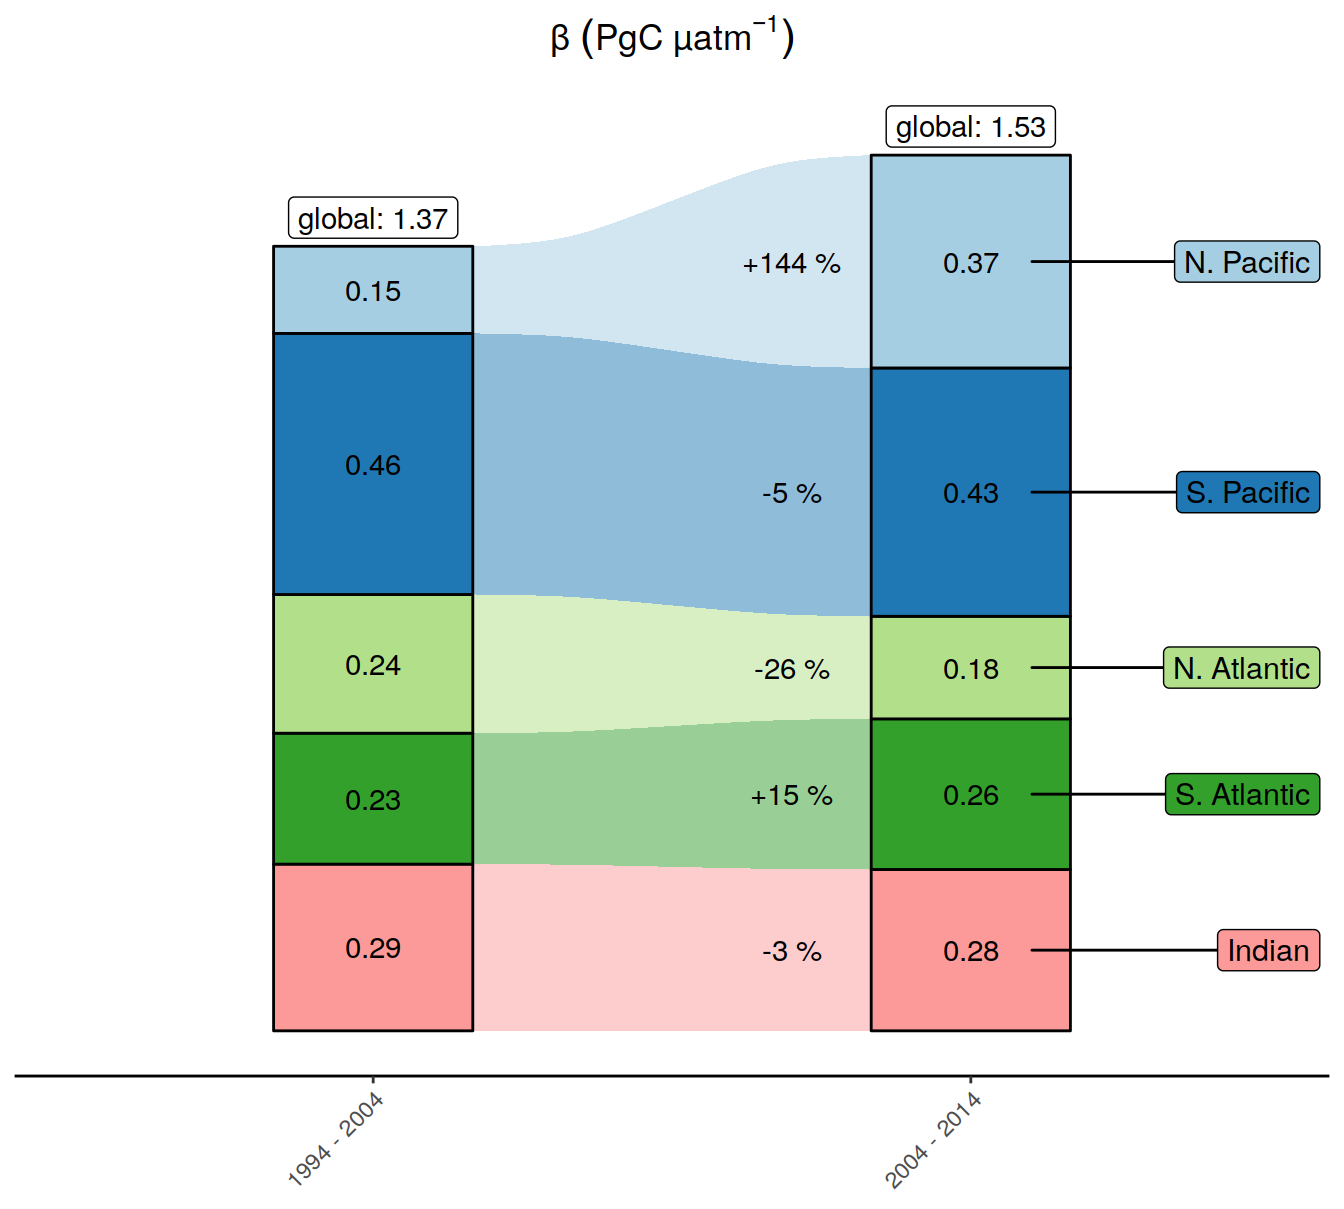 β (PgC µatm⁻¹)
global: 1.53
global: 1.37
0.15
+144 %
0.37
N. Pacific
0.46
-5 %
0.43
S. Pacific
0.24
-26 %
0.18
N. Atlantic
0.23
+15 %
0.26
S. Atlantic
0.29
-3 %
0.28
Indian
1994 - 2004
2004 - 2014